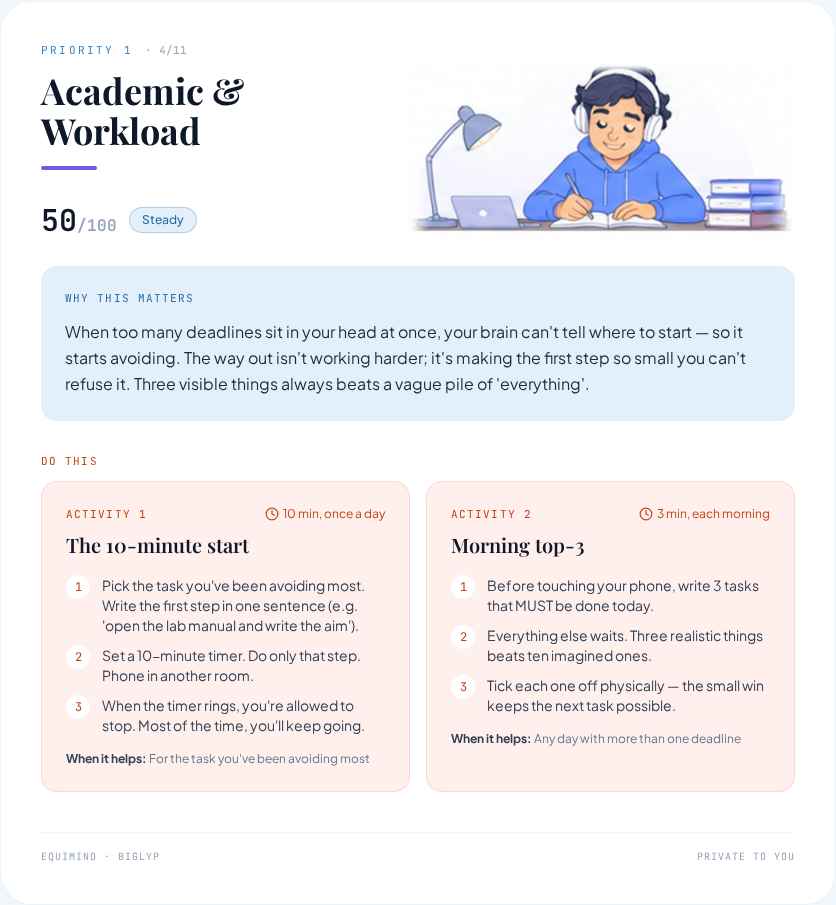 PRIORITY 1 · 4/11
Academic &
Workload
50/100 Steady
WHY THIS MATTERS
When too many deadlines sit in your head at once, your brain can't tell where to start — so it
starts avoiding. The way out isn't working harder; it's making the first step so small you can't
refuse it. Three visible things always beats a vague pile of 'everything'.
DO THIS
ACTIVITY 1 10 min, once a day
The 10-minute start
1 Pick the task you've been avoiding most.
Write the first step in one sentence (e.g.
'open the lab manual and write the aim').
2 Set a 10-minute timer. Do only that step.
Phone in another room.
3 When the timer rings, you're allowed to
stop. Most of the time, you'll keep going.
When it helps: For the task you've been avoiding most
ACTIVITY 2 3 min, each morning
Morning top-3
1 Before touching your phone, write 3 tasks
that MUST be done today.
2 Everything else waits. Three realistic things
beats ten imagined ones.
3 Tick each one off physically — the small win
keeps the next task possible.
When it helps: Any day with more than one deadline
EQUIMIND · BIGLYP PRIVATE TO YOU